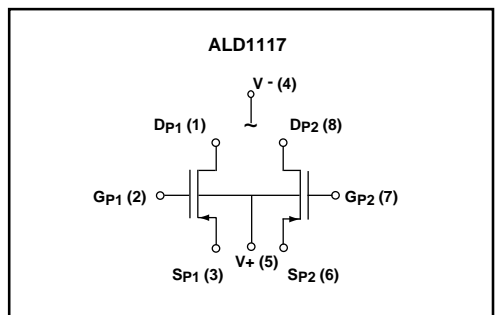 ALD1117
V - (4)
~
DP1 (1) DP2 (8)
GP1 (2) GP2 (7)
V+ (5)
SP1 (3) SP2 (6)